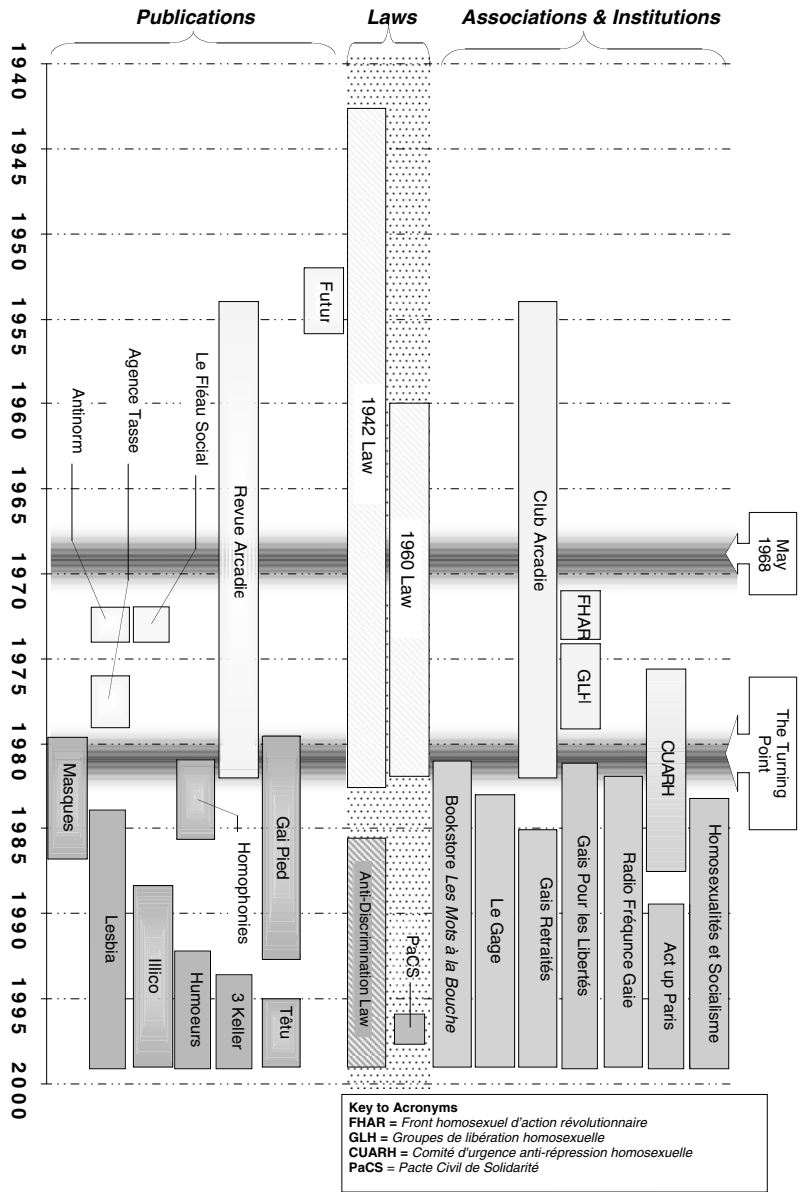 Publications
Laws
Associations & Institutions
1940
1945
1950
1955
1960
1965
1970
1975
1980
1985
1990
1995
2000
May
1968
The Turning
Point
Futur
Revue Arcadie
Le Fléau Social
Agence Tasse
Antinorm
Masques
Lesbia
Illico
Homophonies
Humoeurs
3 Keller
Gai Pied
Têtu
1942 Law
1960 Law
Anti-Discrimination Law
PaCS
Club Arcadie
FHAR
GLH
CUARH
Bookstore Les Mots à la Bouche
Le Gage
Gais Retraités
Gais Pour les Libertés
Radio Fréqunce Gaie
Act up Paris
Homosexualités et Socialisme
Key to Acronyms
FHAR = Front homosexuel d'action révolutionnaire
GLH = Groupes de libération homosexuelle
CUARH = Comité d'urgence anti-répression homosexuelle
PaCS = Pacte Civil de Solidarité